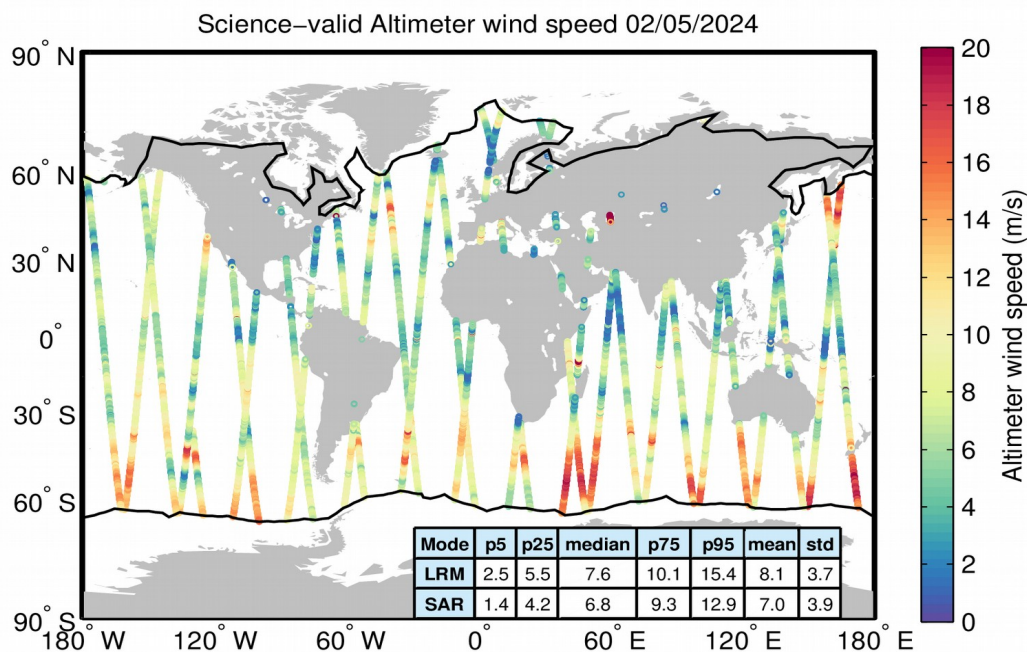 Science−valid Altimeter wind speed 02/05/2024
90° N
60° N
30° N
0°
30° S
60° S
90° S
180° W
120° W
60° W
0°
60° E
120° E
180° E
Mode p5 p25 median p75 p95 mean std
LRM 2.5 5.5 7.6 10.1 15.4 8.1 3.7
SAR 1.4 4.2 6.8 9.3 12.9 7.0 3.9
20
18
16
14
12
10
8
6
4
2
0
Altimeter wind speed (m/s)